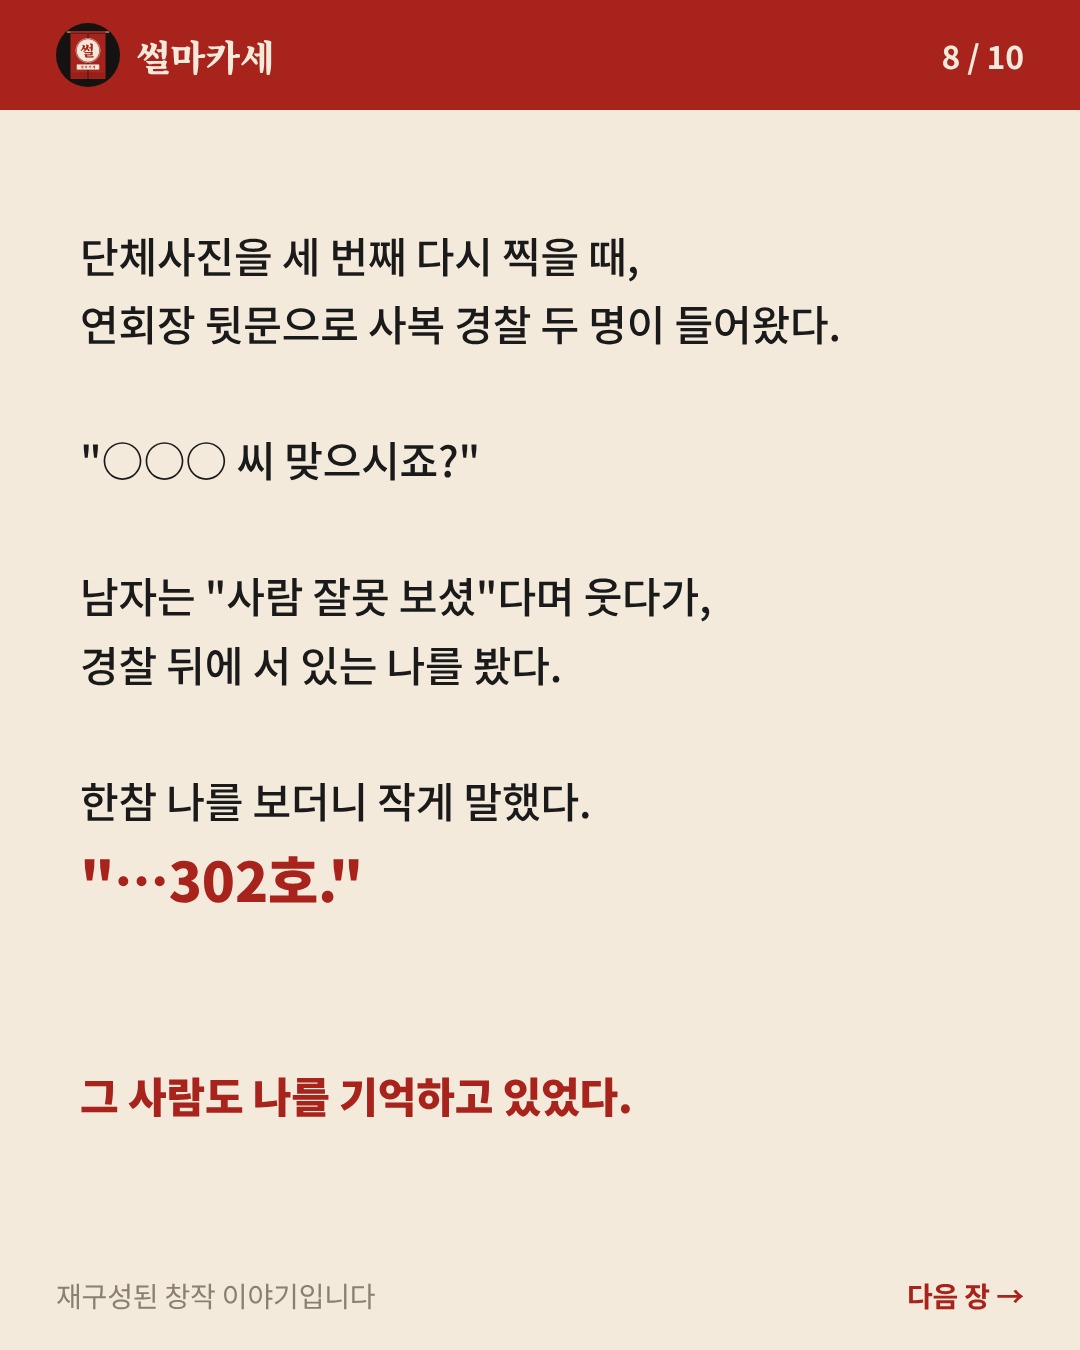 썰
썰마카세
8 / 10
단체사진을 세 번째 다시 찍을 때,
연회장 뒷문으로 사복 경찰 두 명이 들어왔다.
"○○○ 씨 맞으시죠?"
남자는 "사람 잘못 보셨"다며 웃다가,
경찰 뒤에 서 있는 나를 봤다.
한참 나를 보더니 작게 말했다.
"…302호."
그 사람도 나를 기억하고 있었다.
재구성된 창작 이야기입니다
다음 장 →